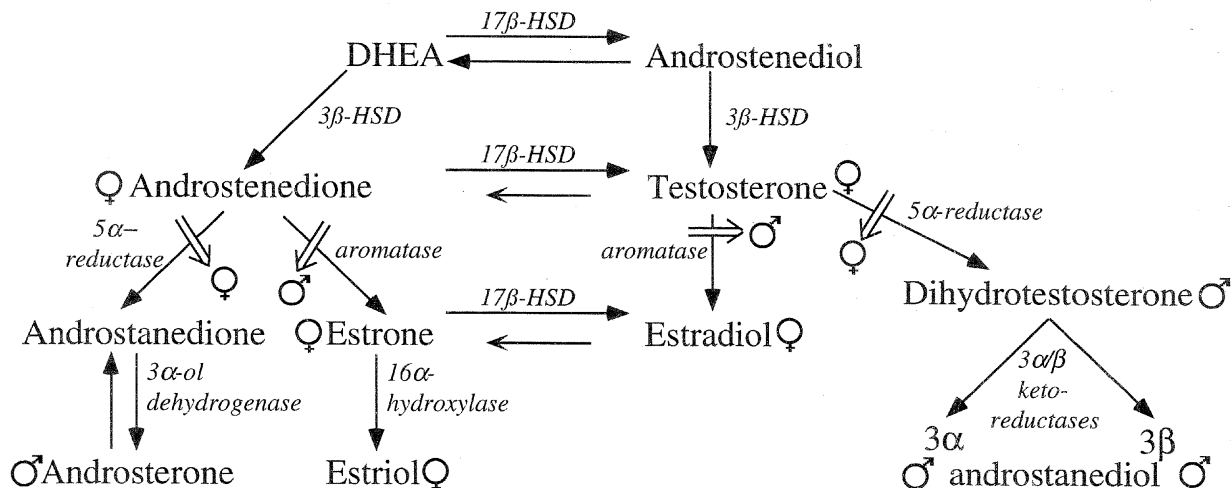 17β-HSD
DHEA
Androstenediol
3β-HSD
3β-HSD
17β-HSD
♀ Androstenedione
Testosterone ♀
5α–
reductase
♀
♂
aromatase
aromatase
♂
♀
5α-reductase
Dihydrotestosterone ♂
17β-HSD
Androstanedione
♀ Estrone
Estradiol ♀
3α-ol
dehydrogenase
16α-
hydroxylase
3α/β
keto-
reductases
3α
3β
♂ Androsterone
Estriol ♀
♂ androstanediol ♂